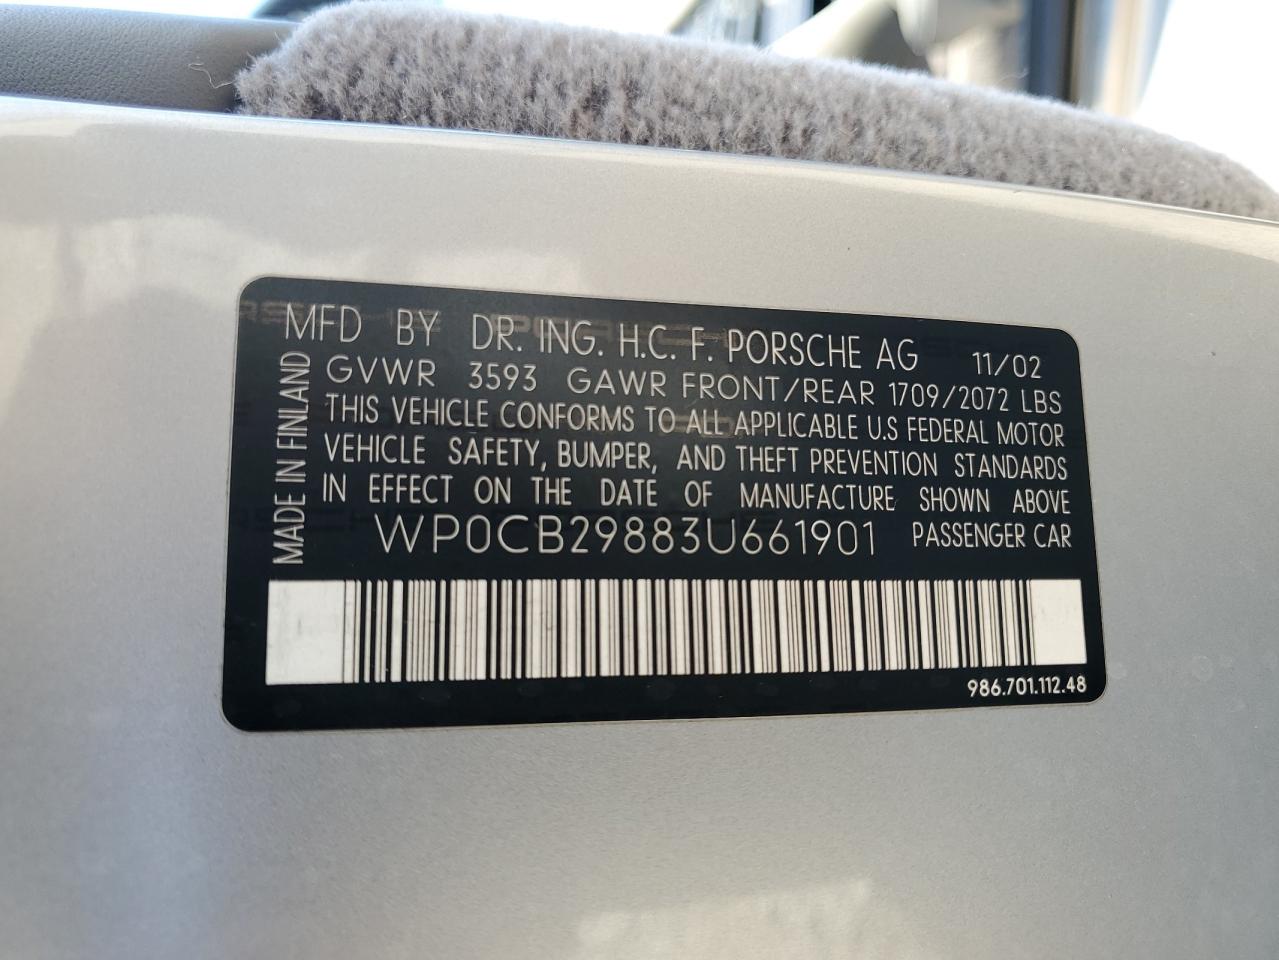 MFD BY DR. ING. H.C. F. PORSCHE AG 11/02
GVWR 3593 GAWR FRONT/REAR 1709/2072 LBS
THIS VEHICLE CONFORMS TO ALL APPLICABLE U.S FEDERAL MOTOR
VEHICLE SAFETY, BUMPER, AND THEFT PREVENTION STANDARDS
IN EFFECT ON THE DATE OF MANUFACTURE SHOWN ABOVE
WP0CB29883U661901 PASSENGER CAR
MADE IN FINLAND
986.701.112.48